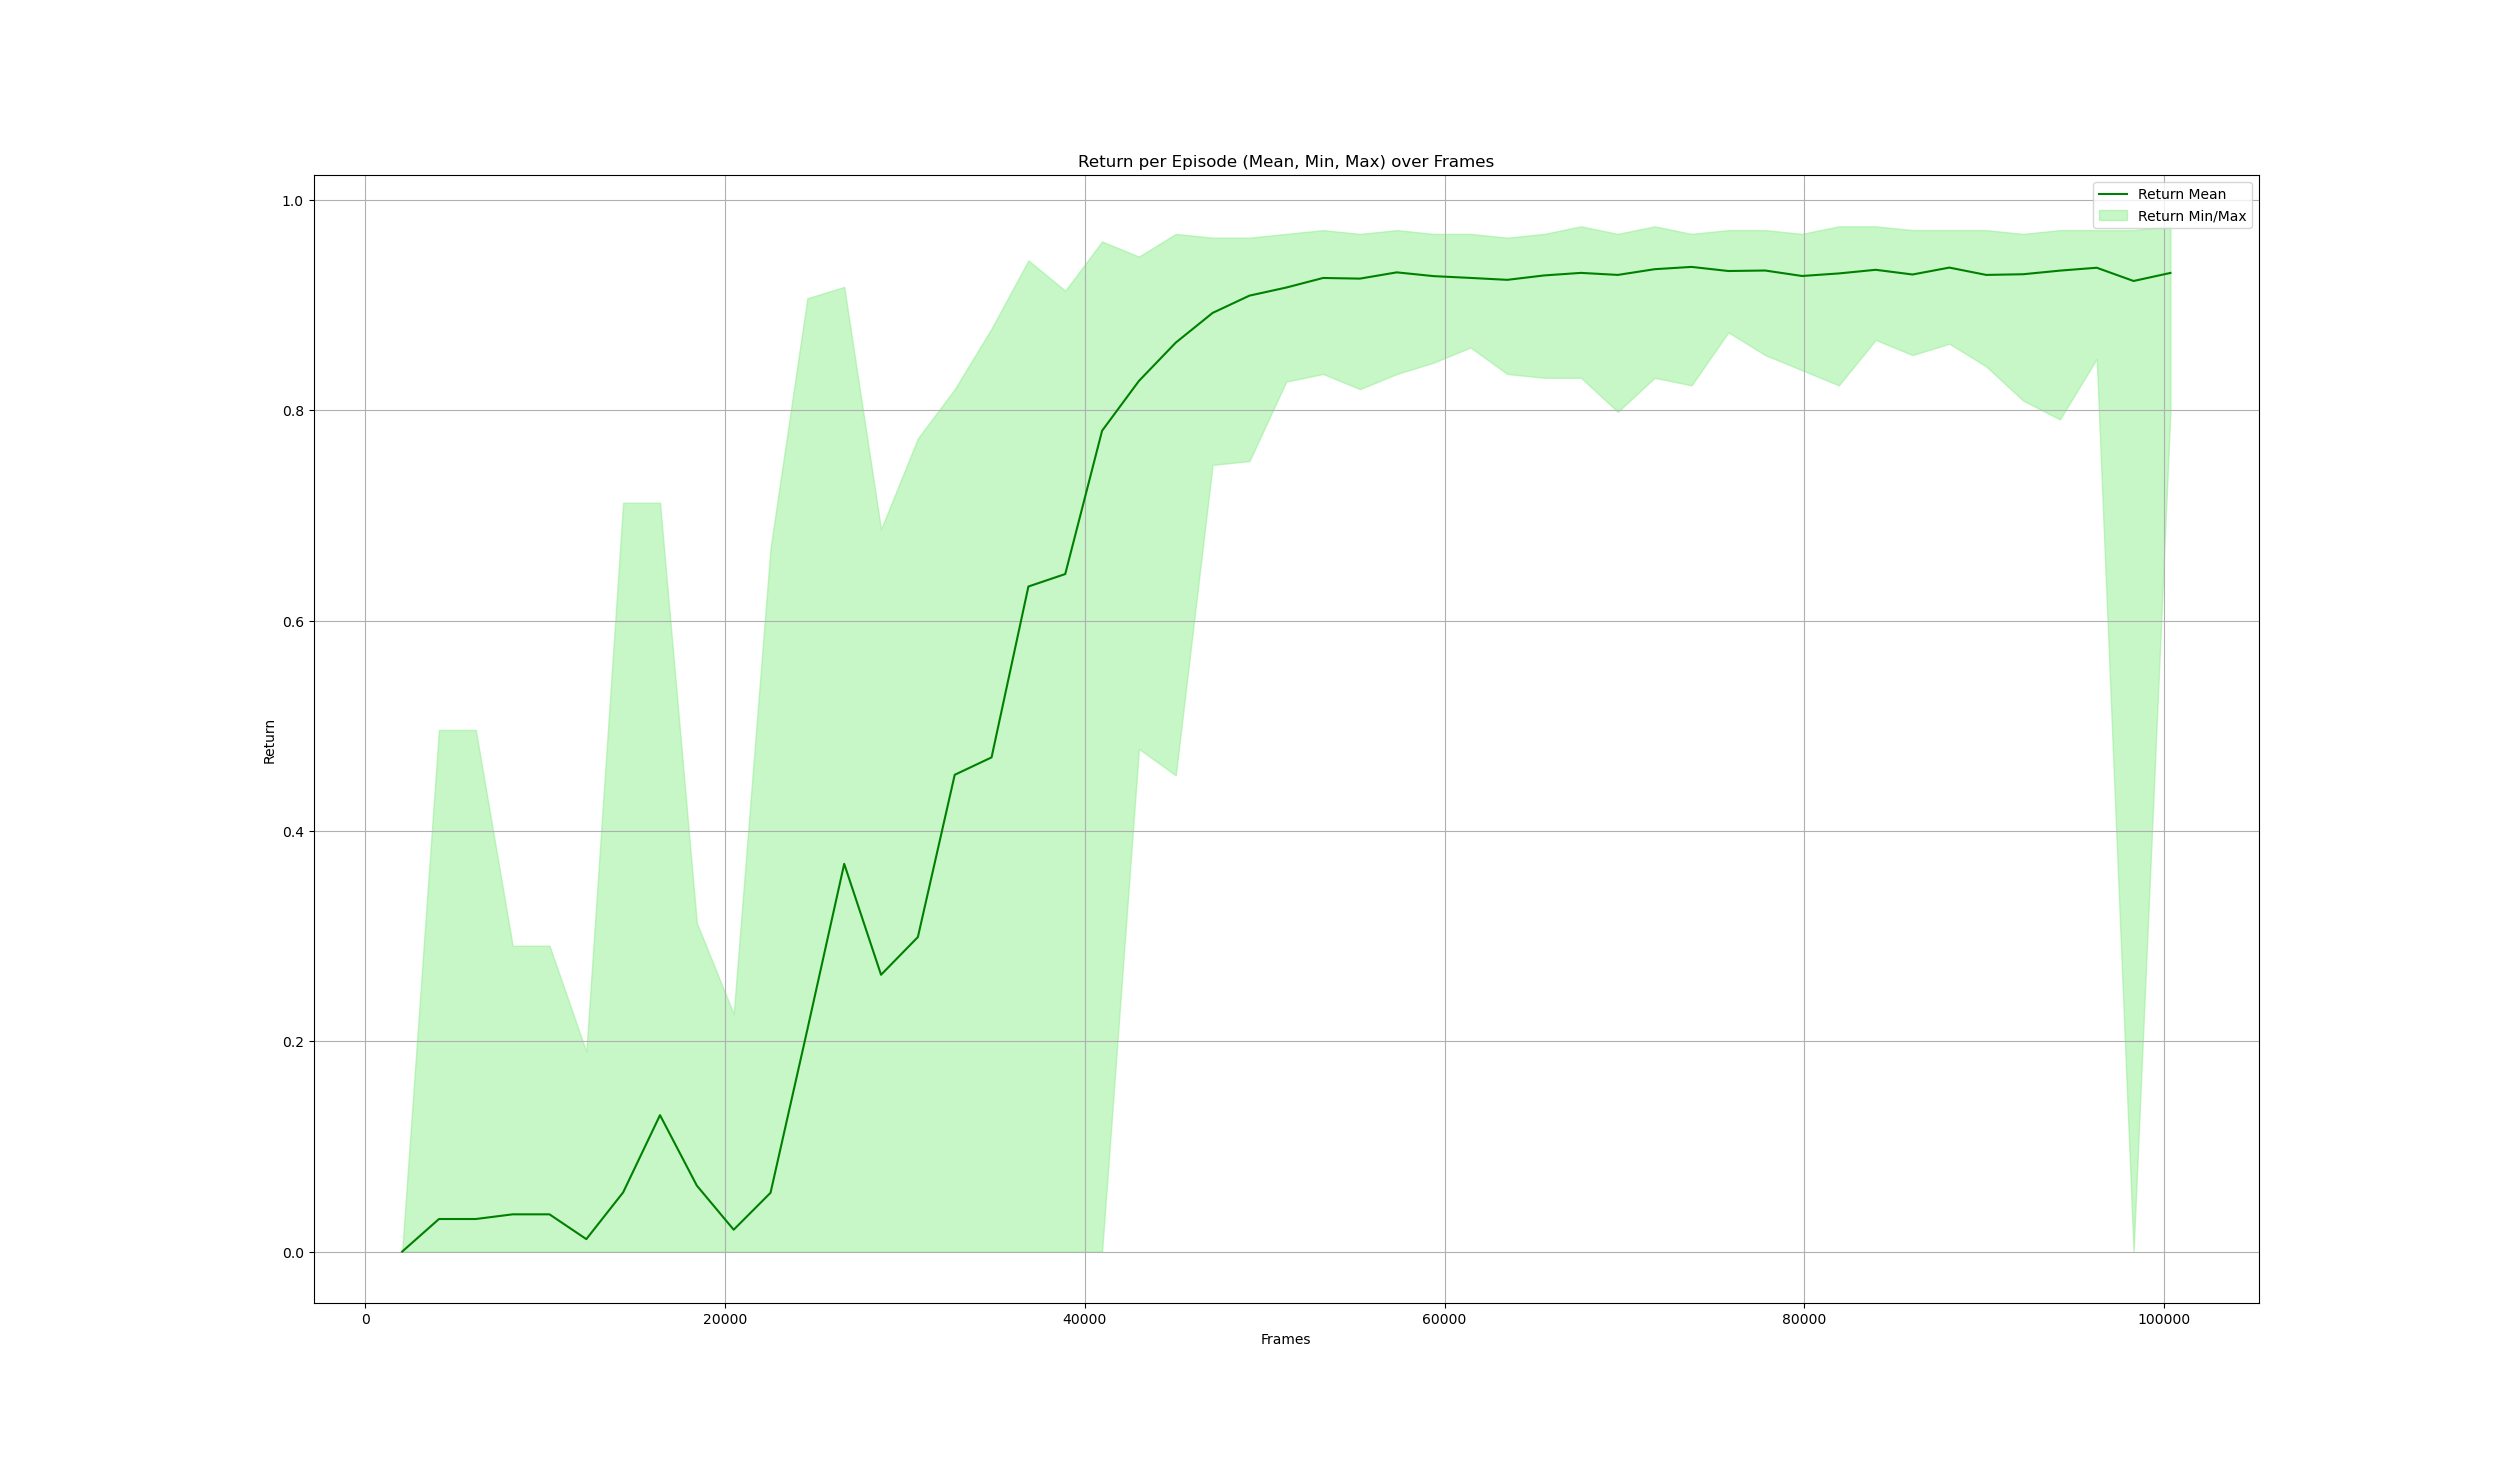 Return per Episode (Mean, Min, Max) over Frames
Return Mean
Return Min/Max
1.0
0.8
0.6
0.4
0.2
0.0
Return
0 20000 40000 60000 80000 100000
Frames